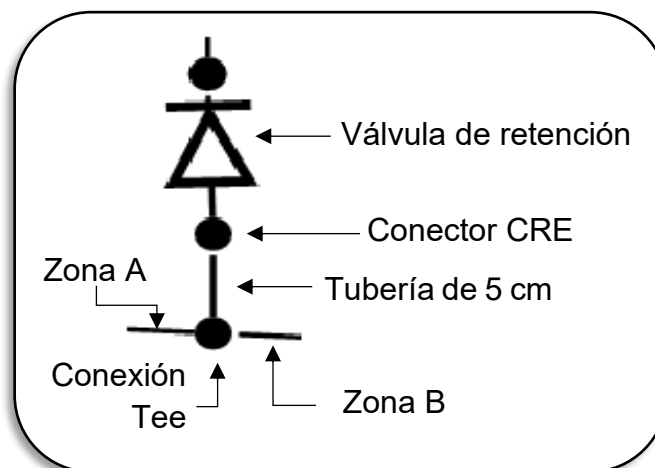 Válvula de retención
Conector CRE
Zona A
Tubería de 5 cm
Conexión
Tee
Zona B